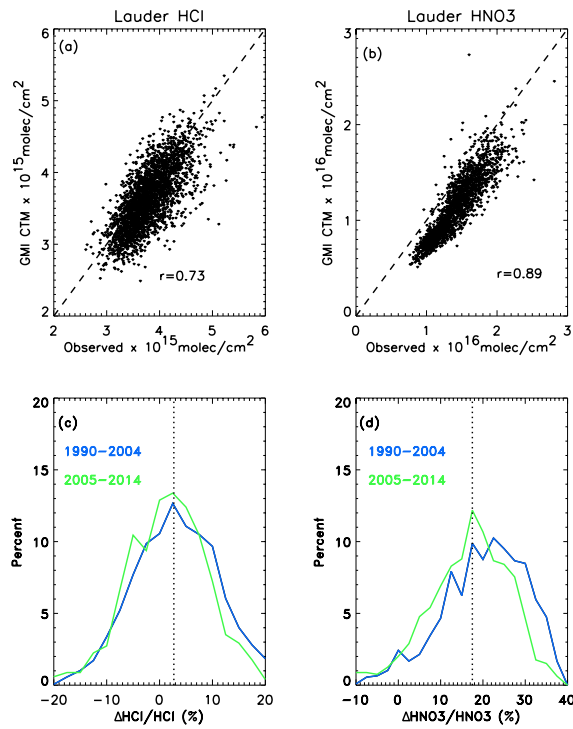 Lauder HCl
(a)
GMI CTM × 10^15 molec/cm^2
6
5
4
3
2
r=0.73
2 3 4 5 6
Observed × 10^15 molec/cm^2
Lauder HNO3
(b)
GMI CTM × 10^16 molec/cm^2
3
2
1
0
r=0.89
0 1 2 3
Observed × 10^16 molec/cm^2
(c)
1990−2004
2005−2014
Percent
20
15
10
5
0
−20 −10 0 10 20
ΔHCl/HCl (%)
(d)
1990−2004
2005−2014
Percent
20
15
10
5
0
−10 0 10 20 30 40
ΔHNO3/HNO3 (%)